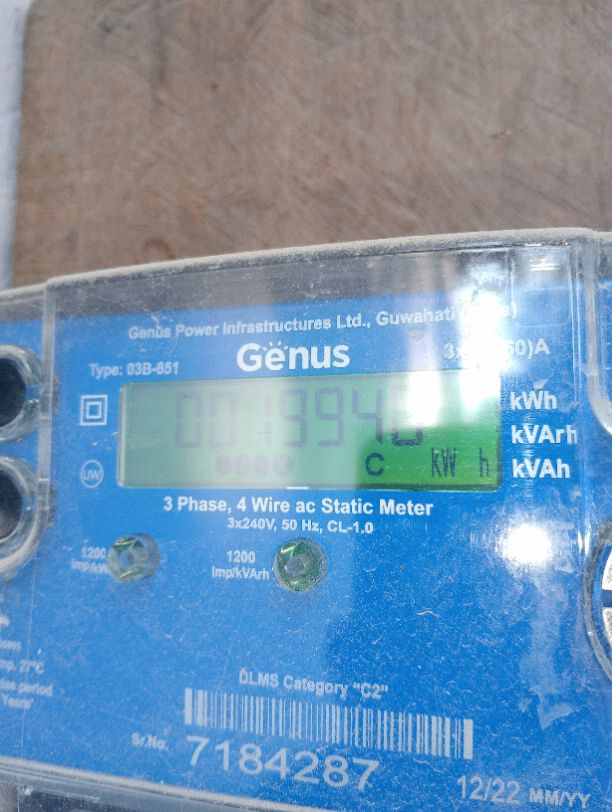 Genus Power Infrastructures Ltd., Guwahati
Genus
Type: 03B-651
kWh
kVArh
kVAh
C kW h
UW
3 Phase, 4 Wire ac Static Meter
3x240V, 50 Hz, CL-1.0
1200
1200
Imp/kVArh
DLMS Category "C2"
Sr.No. 7184287
12/22 MM/YY